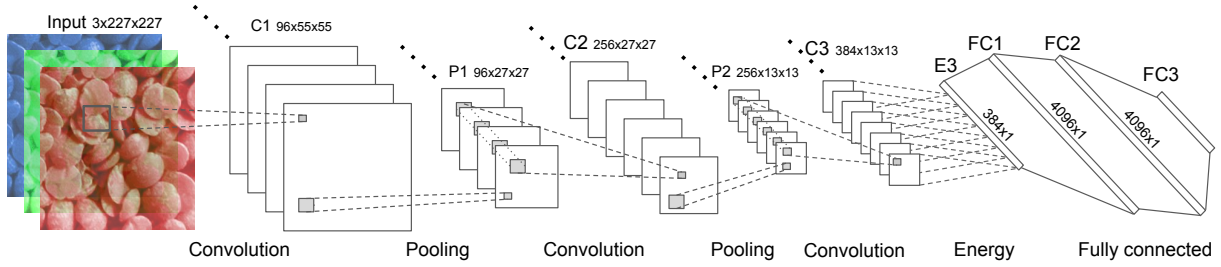 Input 3x227x227
C1 96x55x55
P1 96x27x27
C2 256x27x27
P2 256x13x13
C3 384x13x13
E3
FC1
FC2
FC3
384x1
4096x1
4096x1
Convolution
Pooling
Convolution
Pooling
Convolution
Energy
Fully connected